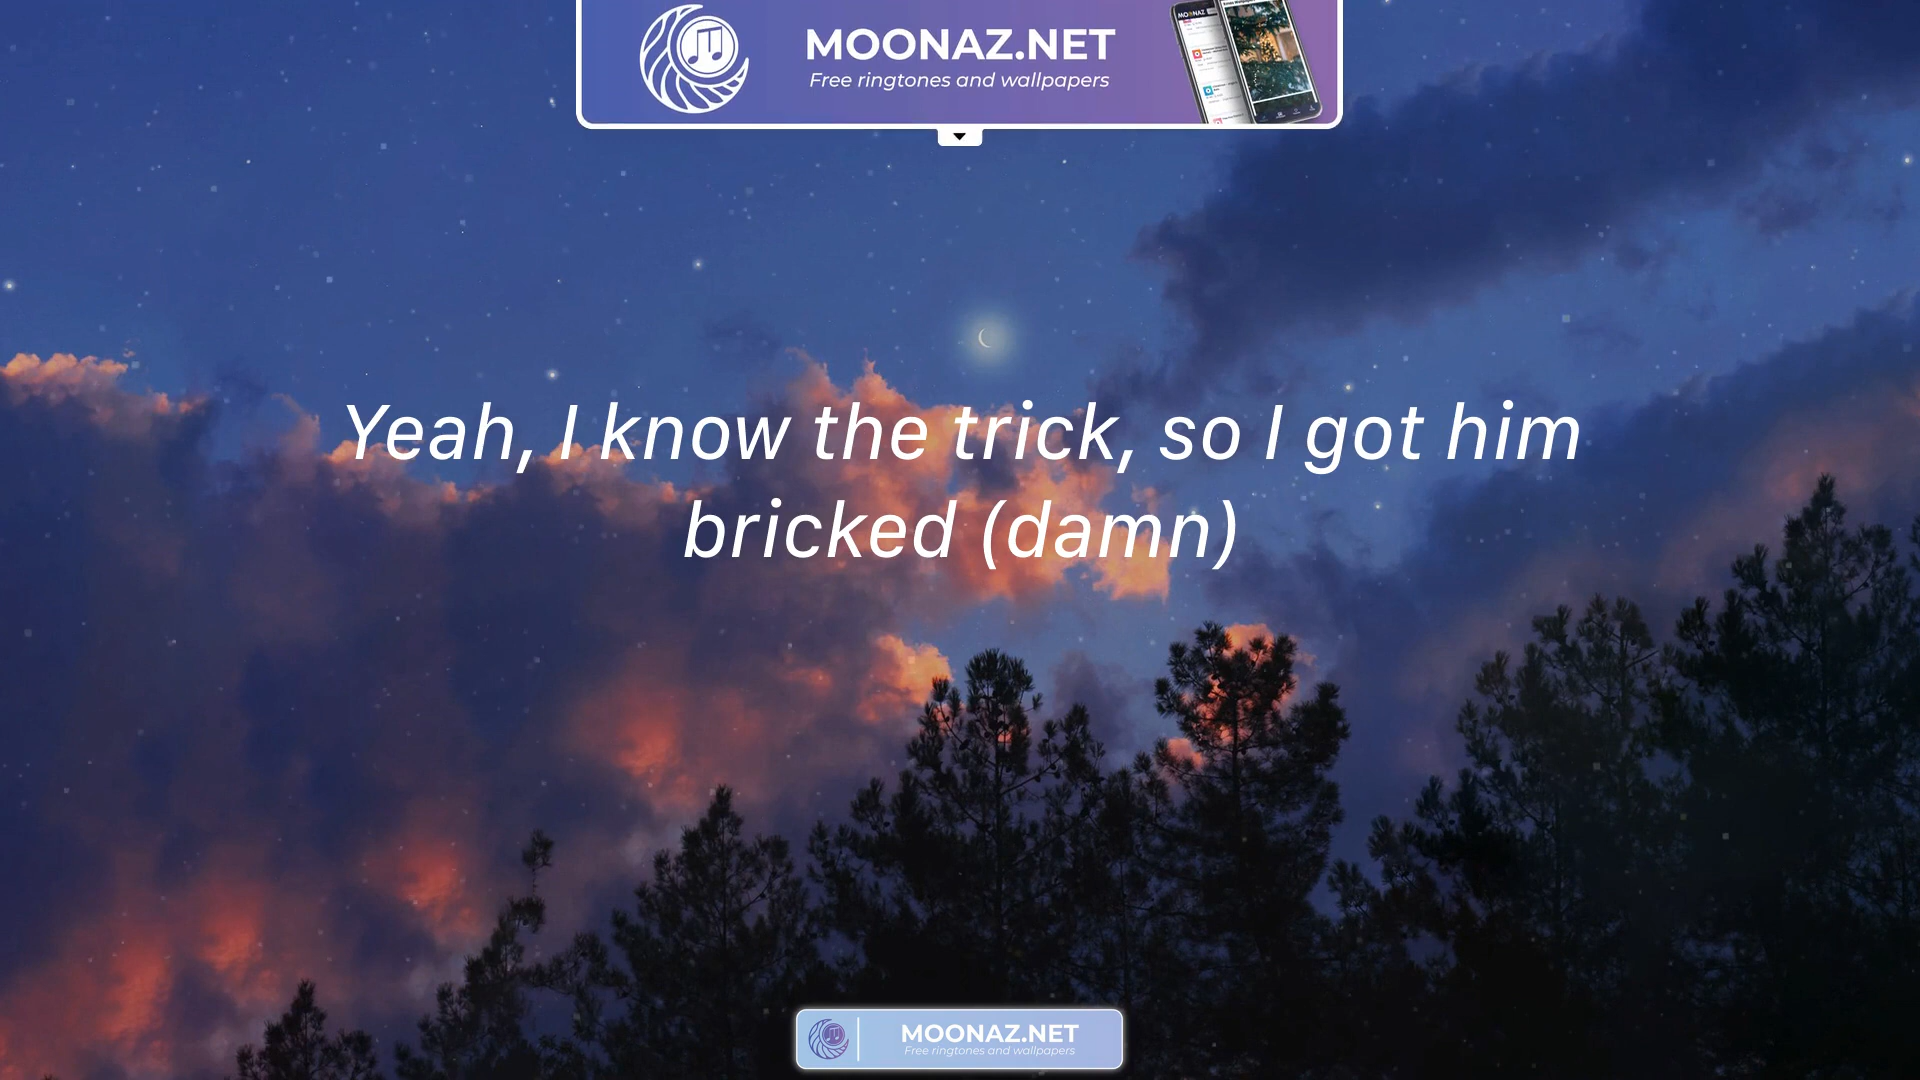 MOONAZ.NET
Free ringtones and wallpapers
Yeah, I know the trick, so I got him
bricked (damn)
MOONAZ.NET
Free ringtones and wallpapers